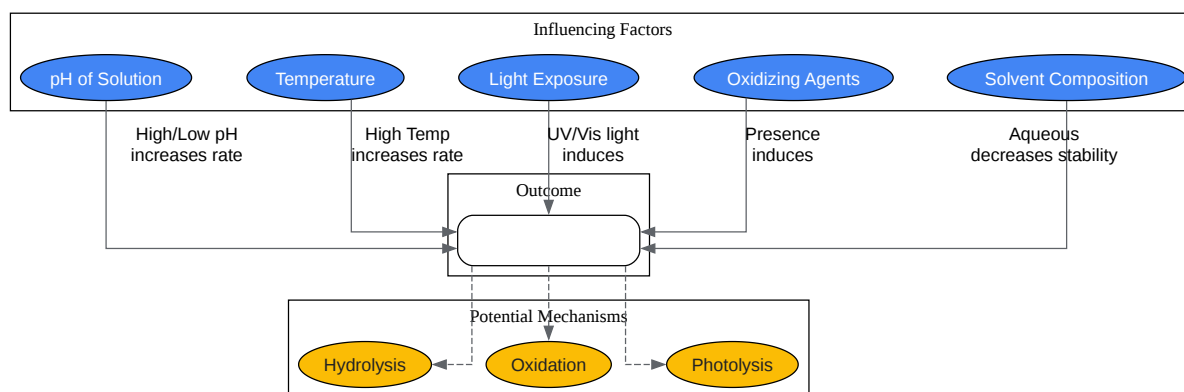 Influencing Factors
pH of Solution
Temperature
Light Exposure
Oxidizing Agents
Solvent Composition
High/Low pH
increases rate
High Temp
increases rate
UV/Vis light
induces
Presence
induces
Aqueous
decreases stability
Outcome
Potential Mechanisms
Hydrolysis
Oxidation
Photolysis